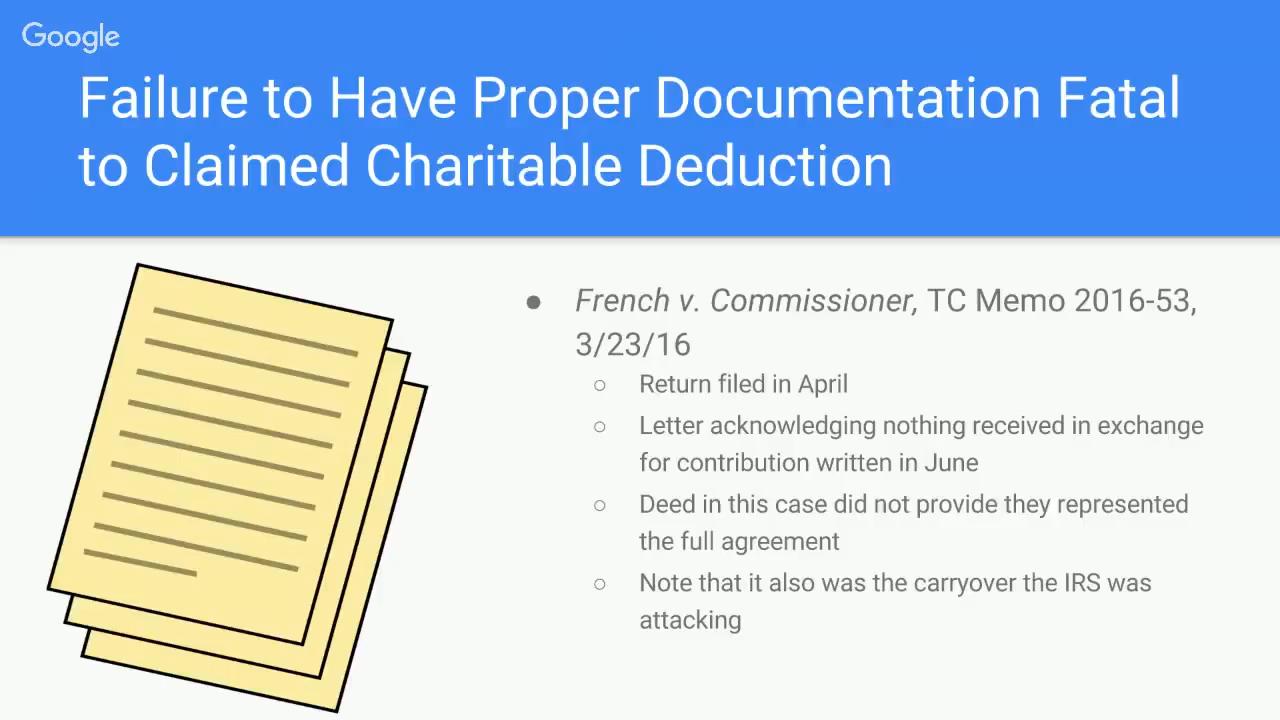 Google
Failure to Have Proper Documentation Fatal
to Claimed Charitable Deduction
● French v. Commissioner, TC Memo 2016-53,
3/23/16
○ Return filed in April
○ Letter acknowledging nothing received in exchange
for contribution written in June
○ Deed in this case did not provide they represented
the full agreement
○ Note that it also was the carryover the IRS was
attacking